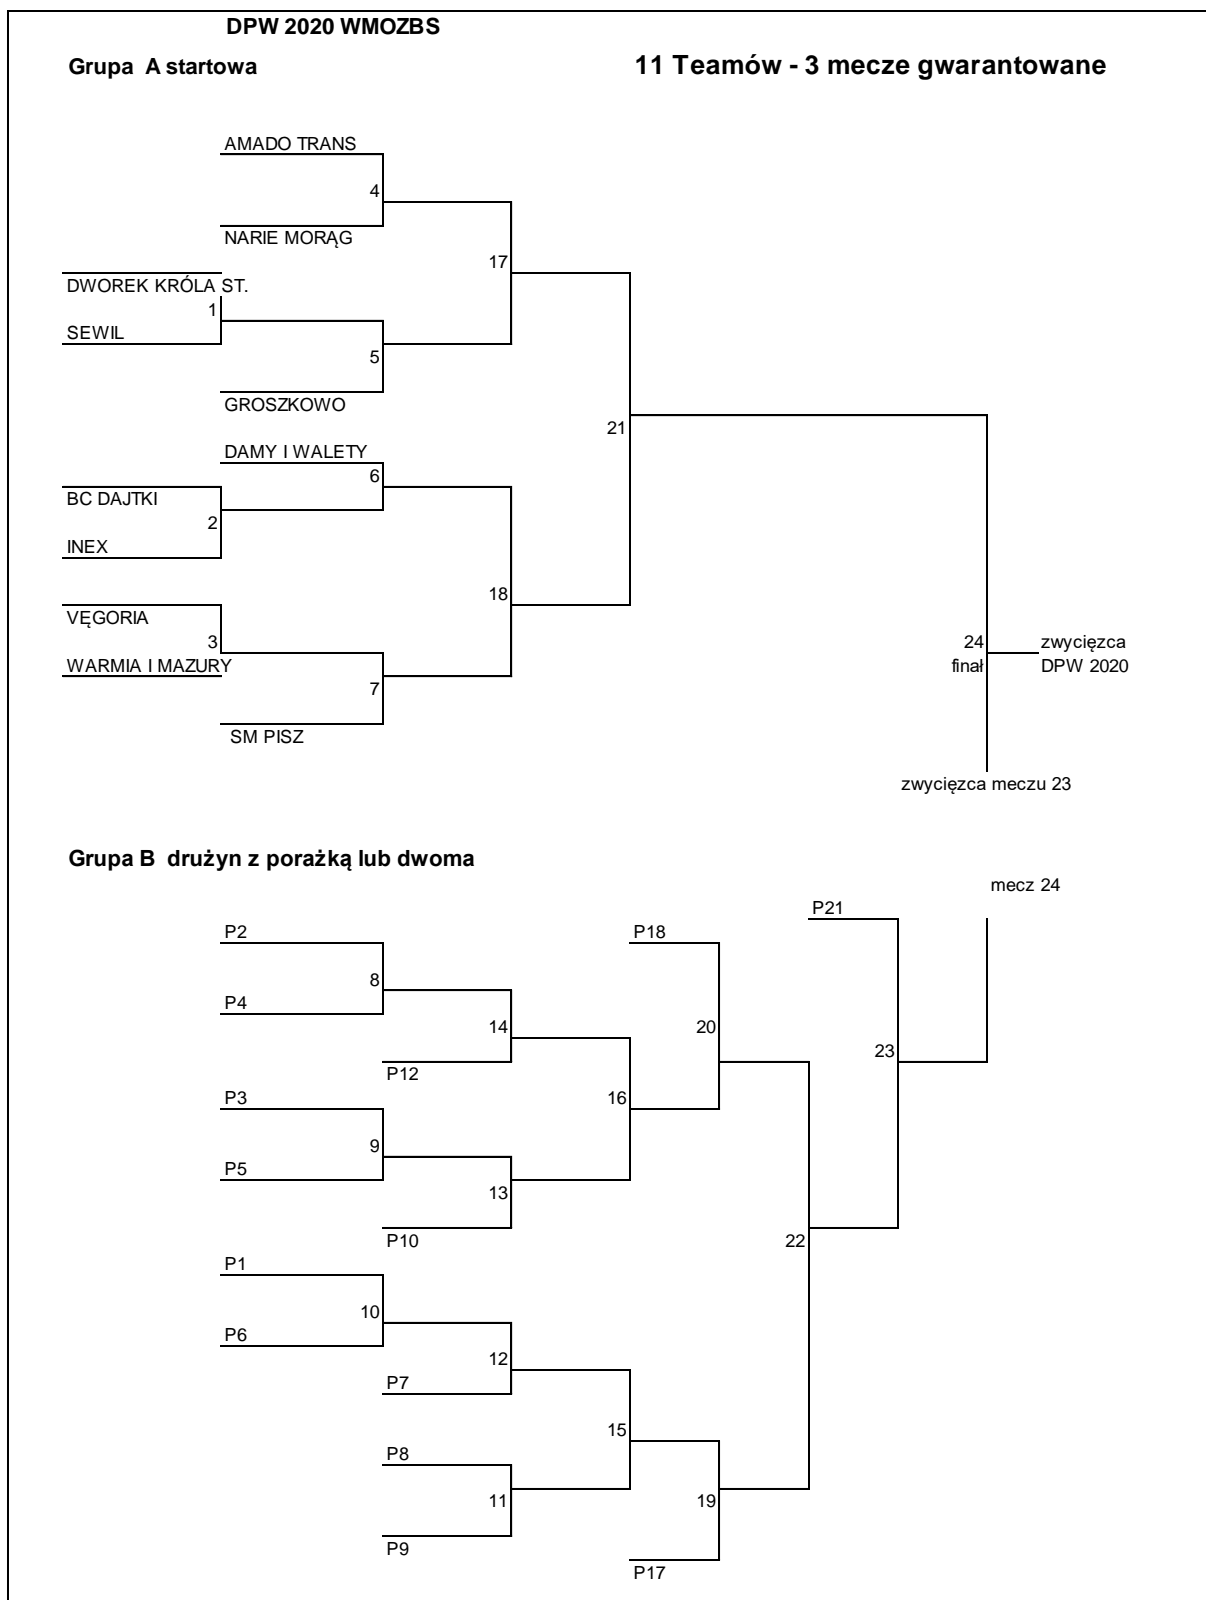 DPW 2020 WMOZBS
Grupa A startowa
11 Teamów - 3 mecze gwarantowane
AMADO TRANS
4
NARIE MORĄG
17
DWOREK KRÓLA ST.
1
SEWIL
5
GROSZKOWO
21
DAMY I WALETY
6
BC DAJTKI
2
INEX
18
VĘGORIA
3
WARMIA I MAZURY
7
SM PISZ
24
finał
zwycięzca
DPW 2020
zwycięzca meczu 23
Grupa B drużyn z porażką lub dwoma
mecz 24
P21
P2
P18
8
P4
14
20
23
P12
P3
16
9
P5
13
P10
22
P1
10
P6
12
P7
15
P8
11
19
P9
P17